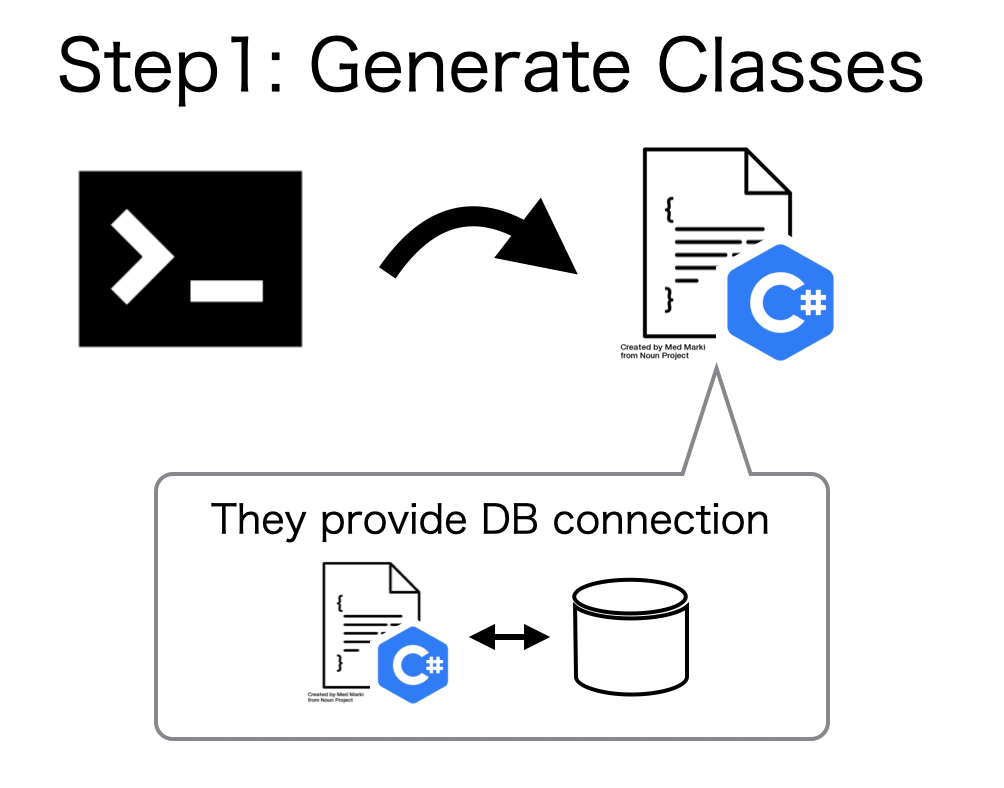 Step1: Generate Classes
{
}
C#
Created by Med Marki
from Noun Project
They provide DB connection
{
}
C#
Created by Med Marki
from Noun Project